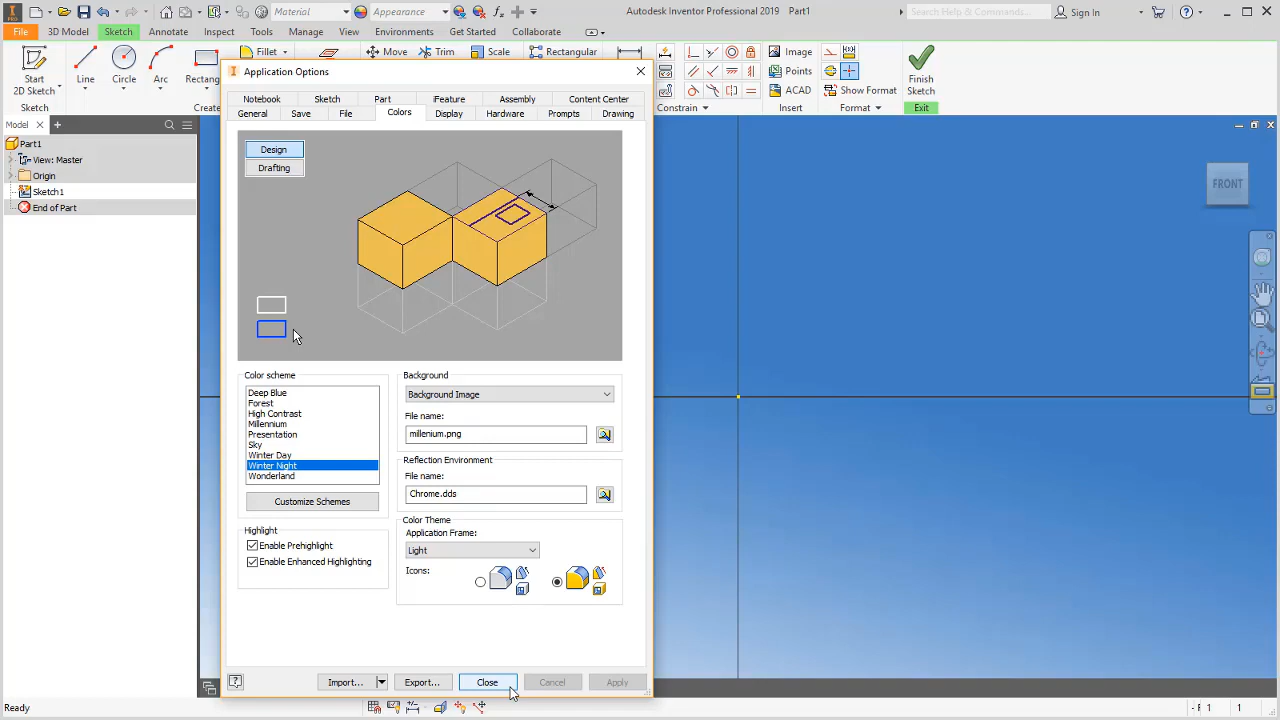 Material
Appearance
Autodesk Inventor Professional 2019 Part1
Search Help & Commands...
Sign In
PRO
File
3D Model
Sketch
Annotate
Inspect
Tools
Manage
View
Environments
Get Started
Collaborate
Start
2D Sketch
Line
Circle
Arc
Rectang
Fillet
Move
Trim
Scale
Rectangular
Image
Points
ACAD
Show Format
Finish
Sketch
Sketch
Create
Constrain
Insert
Format
Exit
Model
Part1
View: Master
Origin
Sketch1
End of Part
Application Options
Notebook
Sketch
Part
iFeature
Assembly
Content Center
General
Save
File
Colors
Display
Hardware
Prompts
Drawing
Design
Drafting
Color scheme
Deep Blue
Forest
High Contrast
Millennium
Presentation
Sky
Winter Day
Winter Night
Wonderland
Customize Schemes
Highlight
Enable Prehighlight
Enable Enhanced Highlighting
Background
Background Image
File name:
millenium.png
Reflection Environment
File name:
Chrome.dds
Color Theme
Application Frame:
Light
Icons:
Import...
Export...
Close
Cancel
Apply
FRONT
Ready
1
1